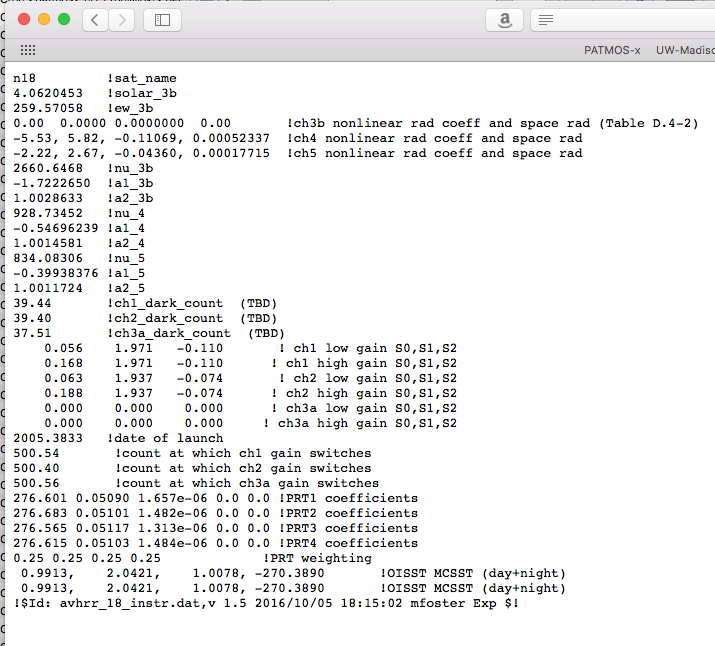 PATMOS-x UW-Madisc
n18 !sat_name
4.0620453 !solar_3b
259.57058 !ew_3b
0.00 0.0000 0.0000000 0.00 !ch3b nonlinear rad coeff and space rad (Table D.4-2)
-5.53, 5.82, -0.11069, 0.00052337 !ch4 nonlinear rad coeff and space rad
-2.22, 2.67, -0.04360, 0.00017715 !ch5 nonlinear rad coeff and space rad
2660.6468 !nu_3b
-1.7222650 !a1_3b
1.0028633 !a2_3b
928.73452 !nu_4
-0.54696239 !a1_4
1.0014581 !a2_4
834.08306 !nu_5
-0.39938376 !a1_5
1.0011724 !a2_5
39.44 !ch1_dark_count (TBD)
39.40 !ch2_dark_count (TBD)
37.51 !ch3a_dark_count (TBD)
0.056 1.971 -0.110 ! ch1 low gain S0,S1,S2
0.168 1.971 -0.110 ! ch1 high gain S0,S1,S2
0.063 1.937 -0.074 ! ch2 low gain S0,S1,S2
0.188 1.937 -0.074 ! ch2 high gain S0,S1,S2
0.000 0.000 0.000 ! ch3a low gain S0,S1,S2
0.000 0.000 0.000 ! ch3a high gain S0,S1,S2
2005.3833 !date of launch
500.54 !count at which ch1 gain switches
500.40 !count at which ch2 gain switches
500.56 !count at which ch3a gain switches
276.601 0.05090 1.657e-06 0.0 0.0 !PRT1 coefficients
276.683 0.05101 1.482e-06 0.0 0.0 !PRT2 coefficients
276.565 0.05117 1.313e-06 0.0 0.0 !PRT3 coefficients
276.615 0.05103 1.484e-06 0.0 0.0 !PRT4 coefficients
0.25 0.25 0.25 0.25 !PRT weighting
0.9913, 2.0421, 1.0078, -270.3890 !OISST MCSST (day+night)
0.9913, 2.0421, 1.0078, -270.3890 !OISST MCSST (day+night)
!$Id: avhrr_18_instr.dat,v 1.5 2016/10/05 18:15:02 mfoster Exp $!